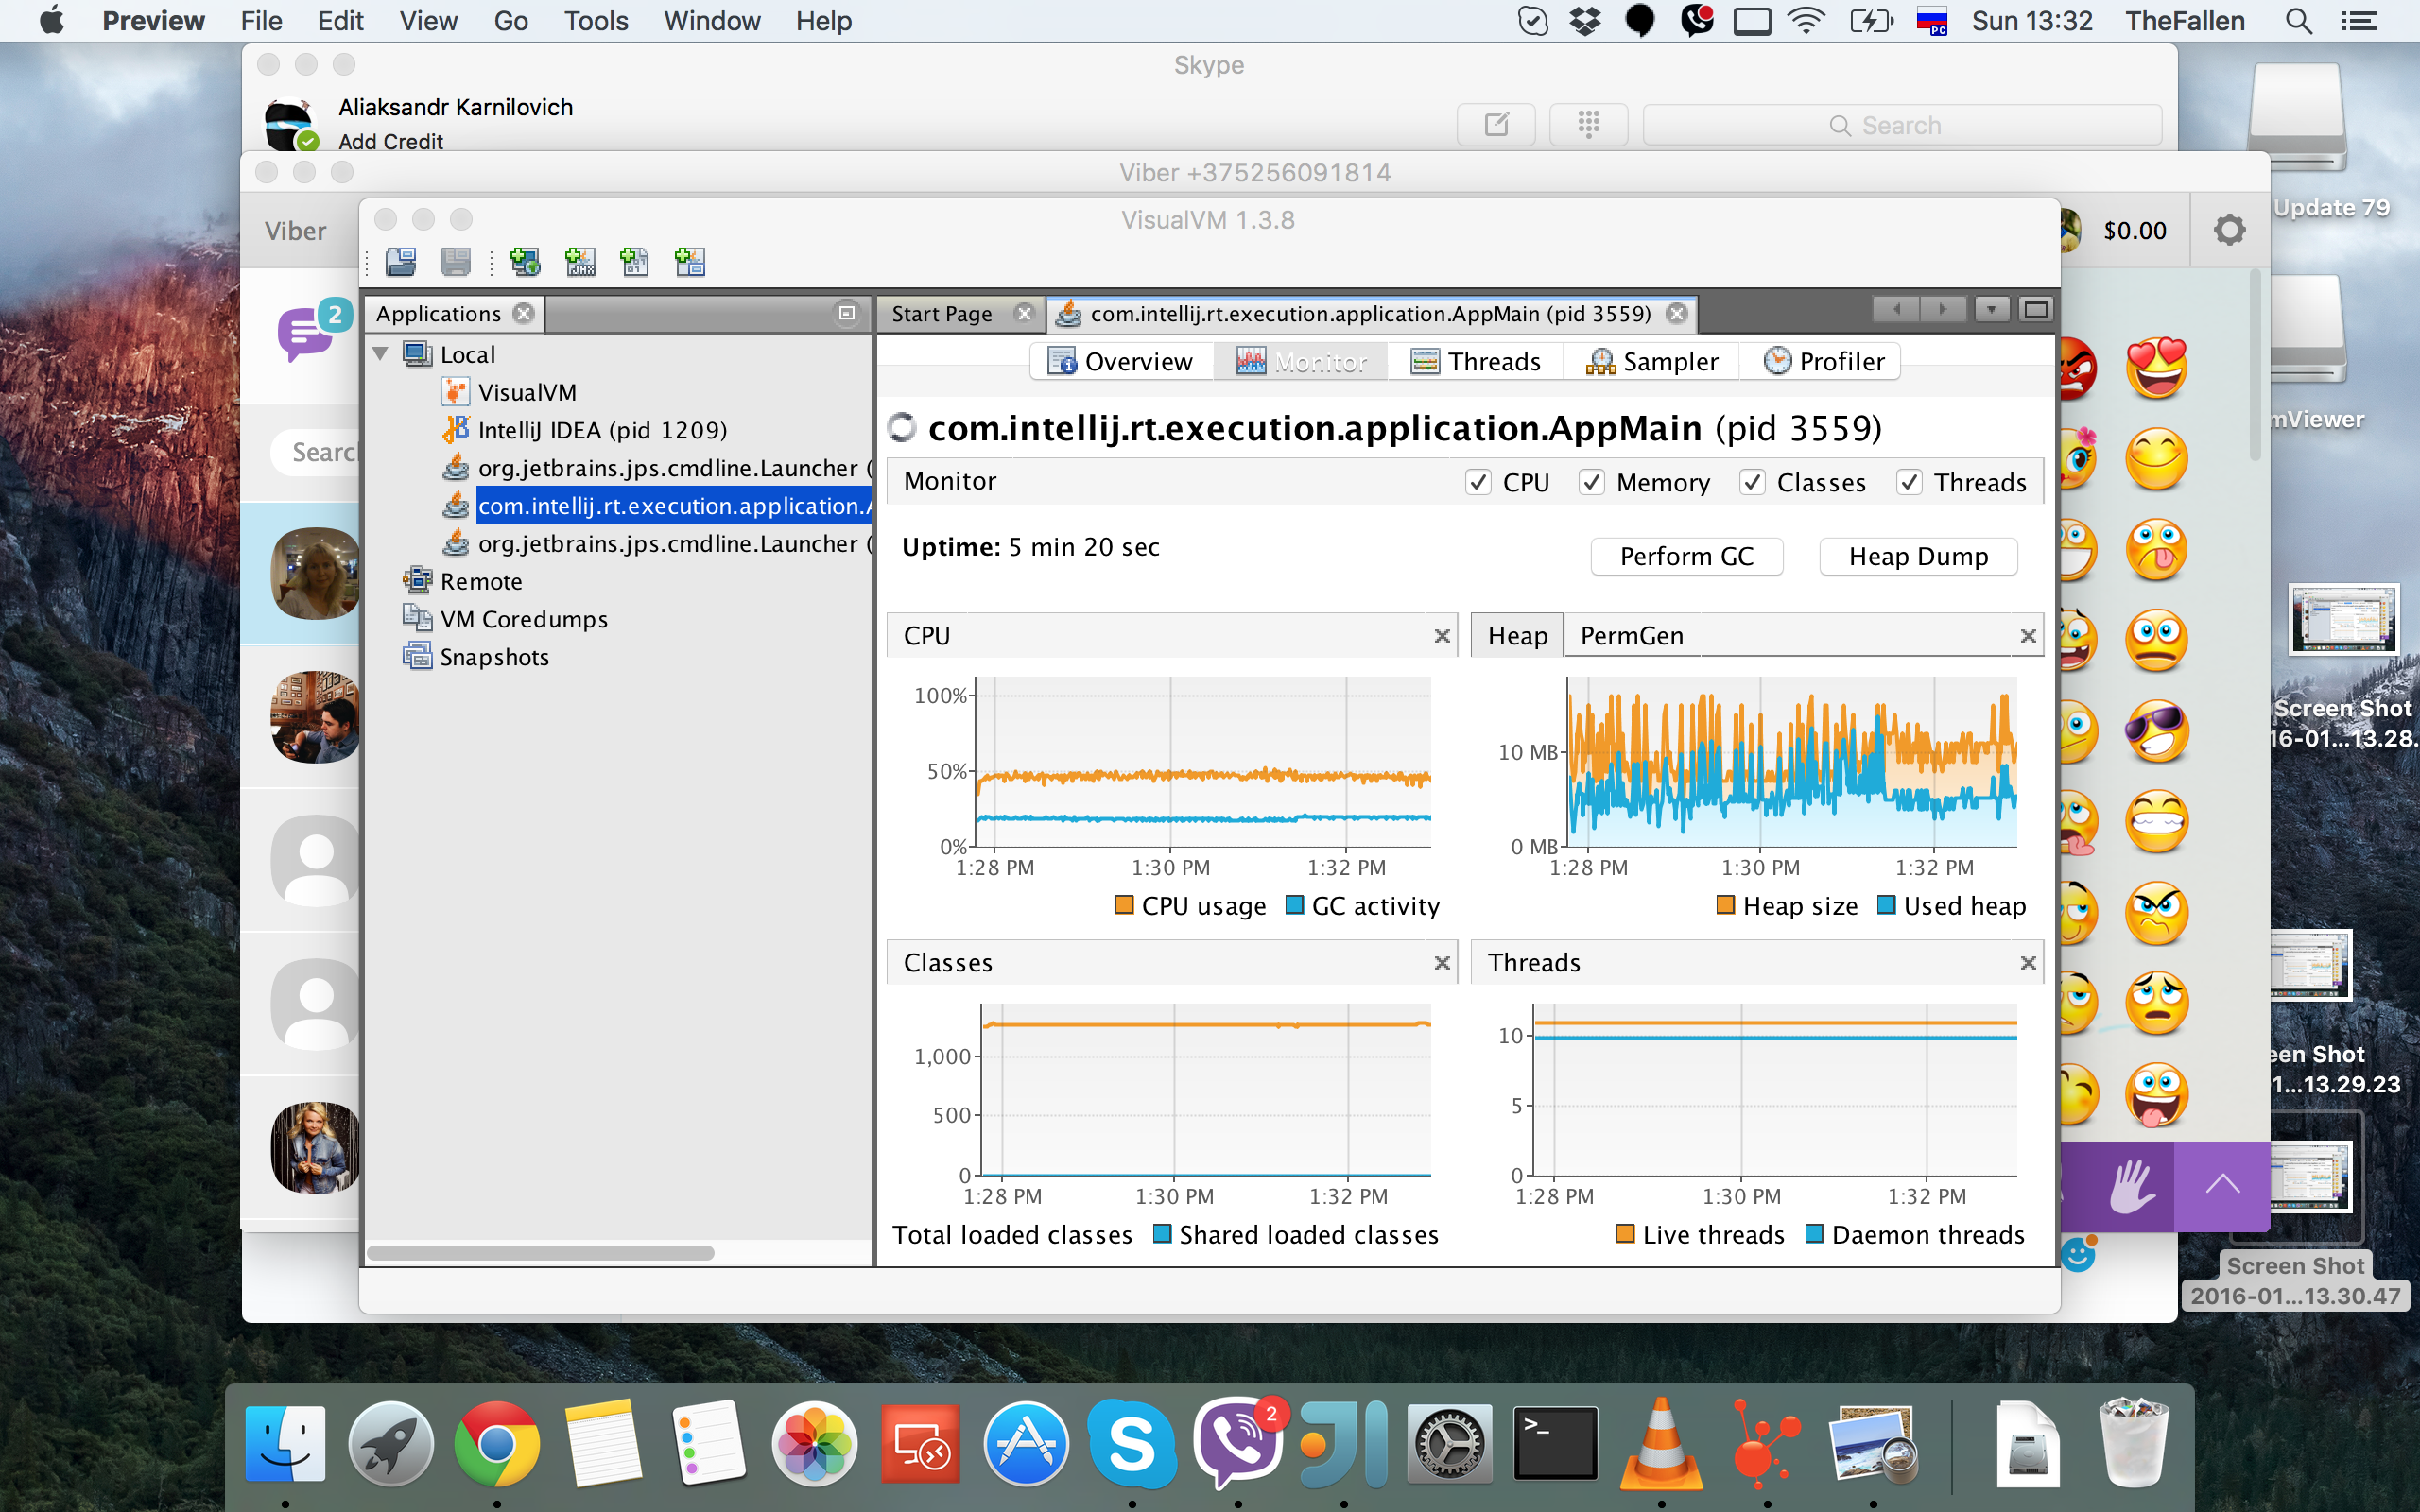 Preview File Edit View Go Tools Window Help
РС Sun 13:32 TheFallen
Skype
Aliaksandr Karnilovich
Add Credit
Search
Viber +375256091814
Viber
$0.00
2
Update 79
VisualVM 1.3.8
JMX
Applications
Start Page
com.intellij.rt.execution.application.AppMain (pid 3559)
Local
VisualVM
IntelliJ IDEA (pid 1209)
org.jetbrains.jps.cmdline.Launcher (
com.intellij.rt.execution.application.A
org.jetbrains.jps.cmdline.Launcher (
Remote
VM Coredumps
Snapshots
Overview Monitor Threads Sampler Profiler
com.intellij.rt.execution.application.AppMain (pid 3559)
Monitor
CPU Memory Classes Threads
Uptime: 5 min 20 sec
Perform GC Heap Dump
CPU
100%
50%
0%
1:28 PM 1:30 PM 1:32 PM
CPU usage GC activity
Heap PermGen
10 MB
0 MB
1:28 PM 1:30 PM 1:32 PM
Heap size Used heap
Classes
1,000
500
0
1:28 PM 1:30 PM 1:32 PM
Total loaded classes Shared loaded classes
Threads
10
5
0
1:28 PM 1:30 PM 1:32 PM
Live threads Daemon threads
Searc
mViewer
Screen Shot
16-01...13.28.
een Shot
1...13.29.23
Screen Shot
2016-01...13.30.47
2
>_